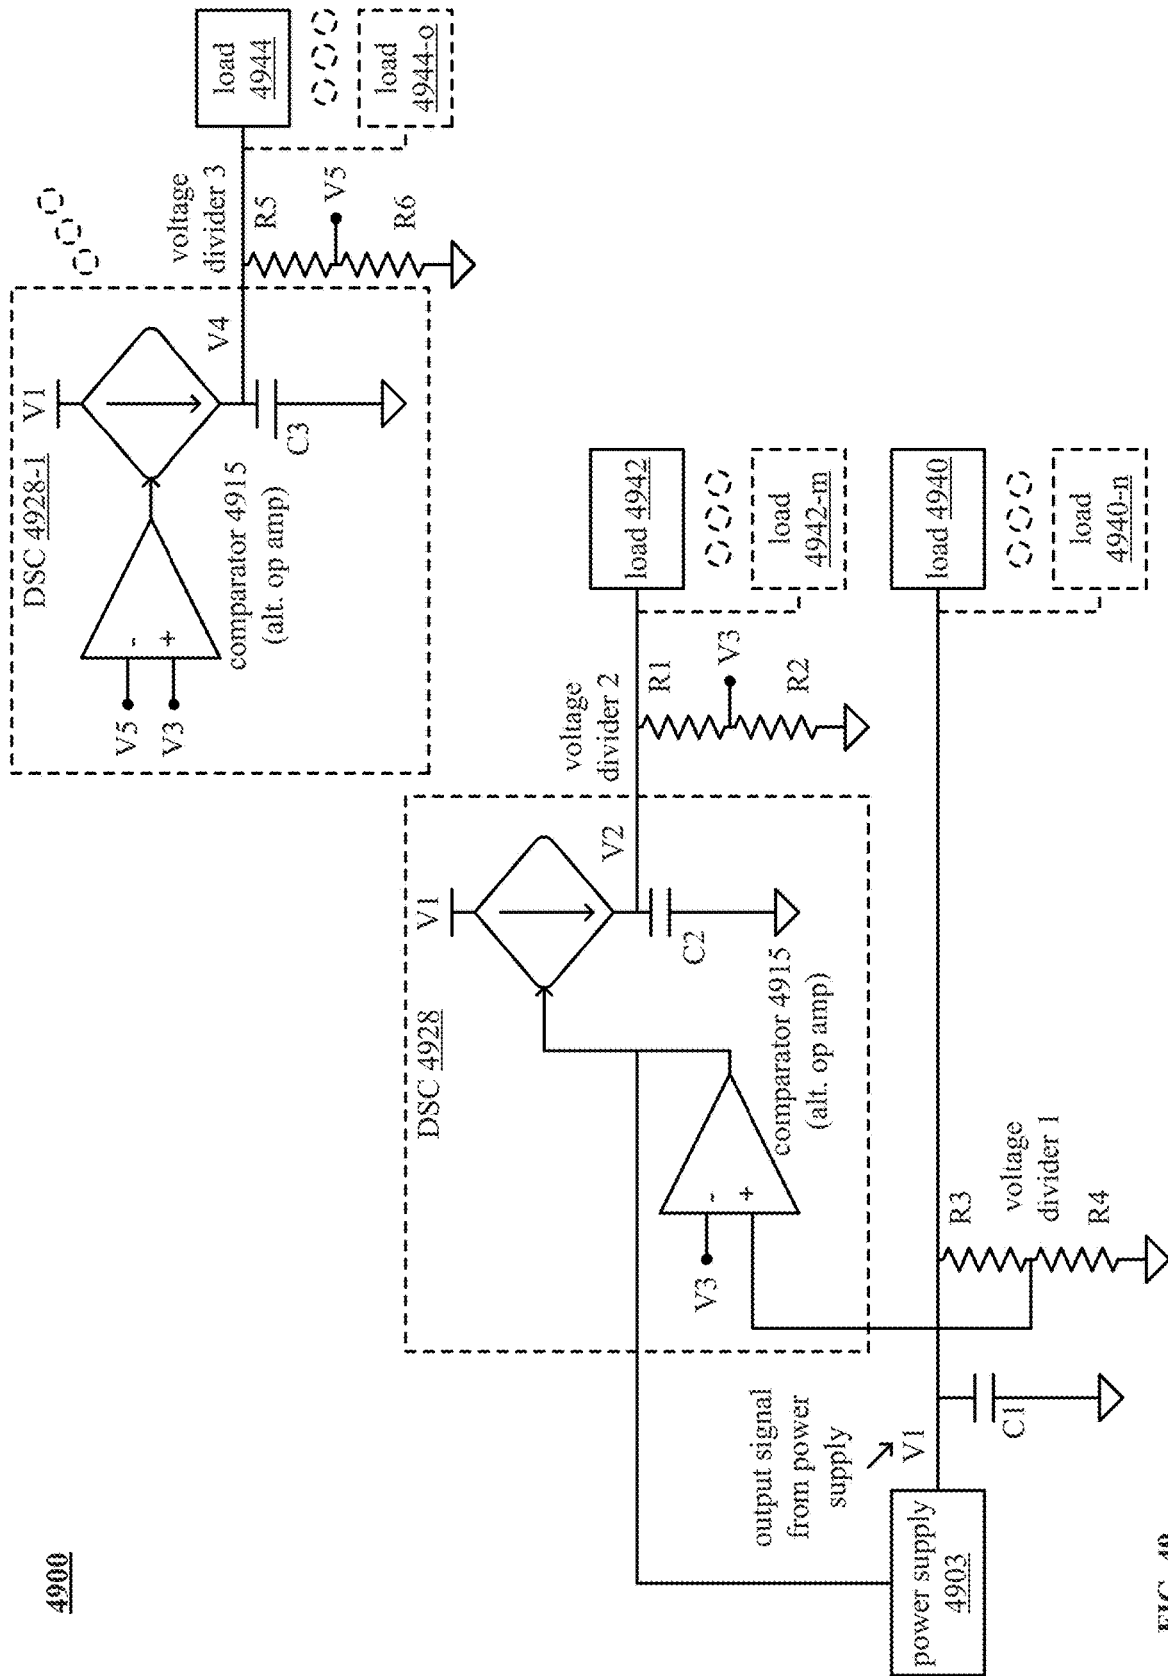 4900
DSC 4928-1
V1
V5
V3
-
+
comparator 4915
(alt. op amp)
V4
C3
voltage
divider 3
R5
V5
R6
load
4944
load
4944-o
DSC 4928
V1
V3
-
+
comparator 4915
(alt. op amp)
V2
C2
voltage
divider 2
R1
V3
R2
load 4942
load
4942-m
output signal
from power
supply
V1
power supply
4903
C1
R3
voltage
divider 1
R4
load 4940
load
4940-n
FIG. 49